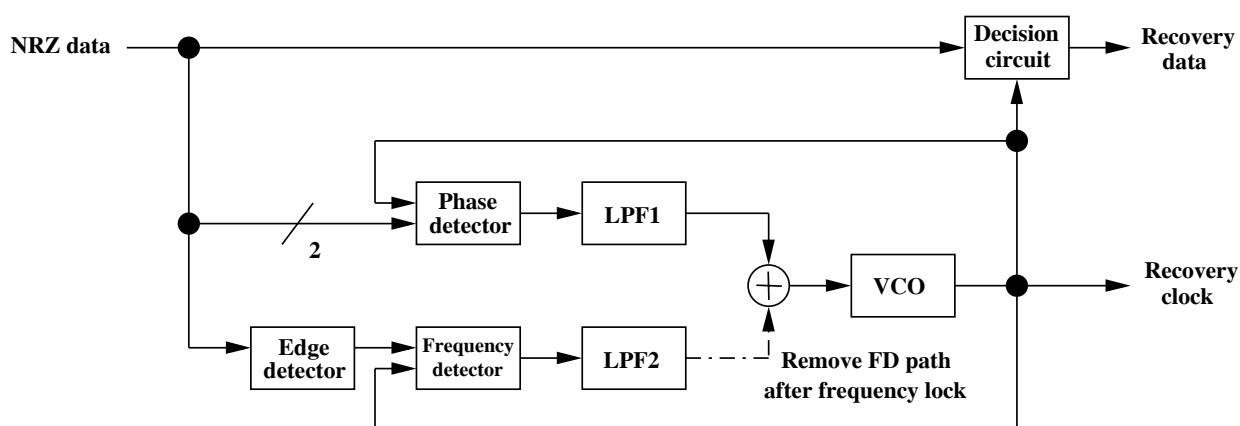 NRZ data
Decision
circuit
Recovery
data
Phase
detector
LPF1
2
VCO
Recovery
clock
Edge
detector
Frequency
detector
LPF2
Remove FD path
after frequency lock